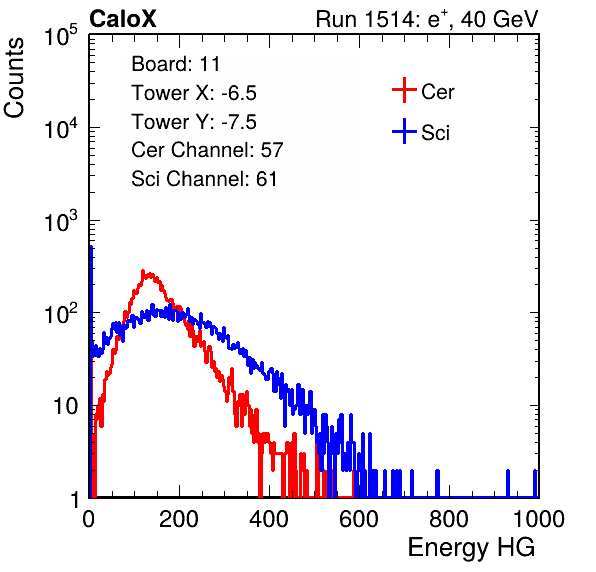 CaloX Run 1514: e+, 40 GeV
Counts
Board: 11
Tower X: -6.5
Tower Y: -7.5
Cer Channel: 57
Sci Channel: 61
Cer
Sci
10^5
10^4
10^3
10^2
10
1
0 200 400 600 800 1000
Energy HG